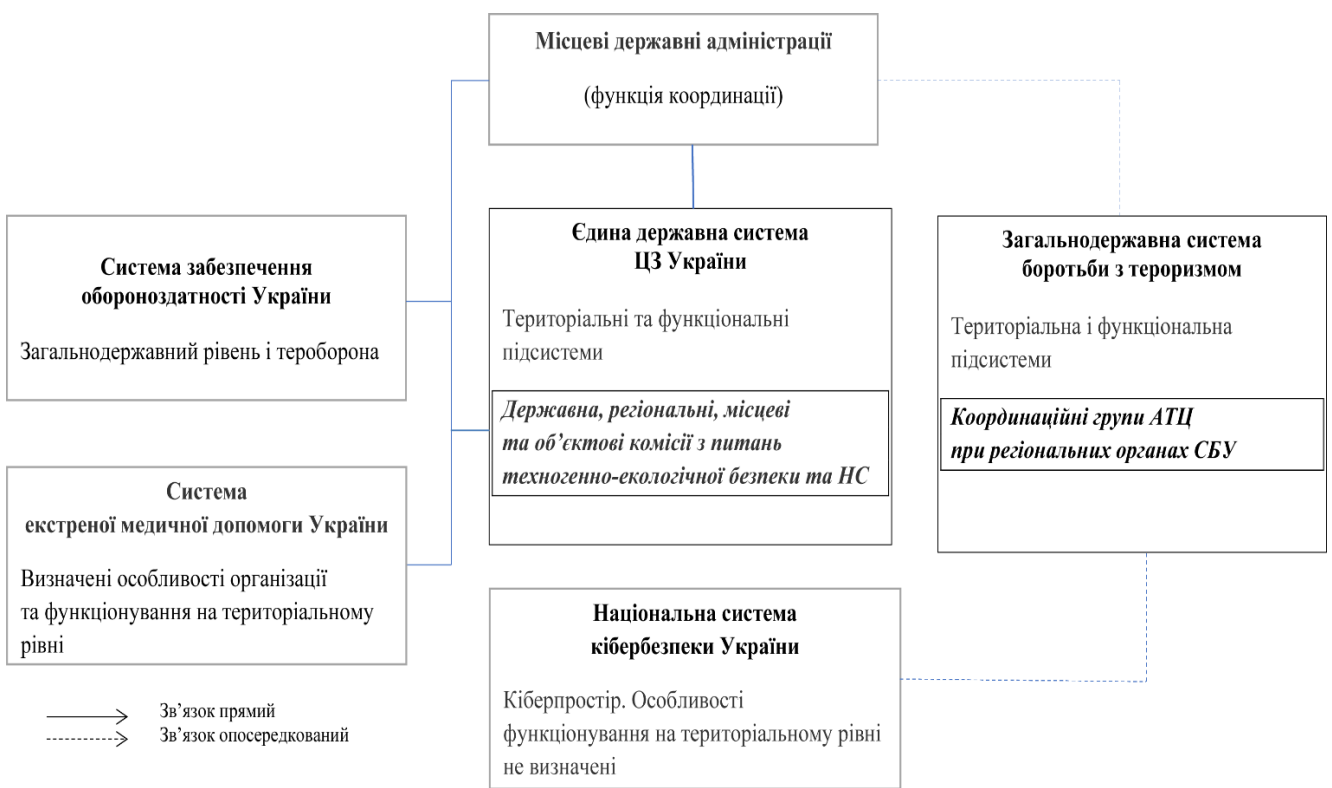 Місцеві державні адміністрації
(функція координації)
Система забезпечення
обороноздатності України
Загальнодержавний рівень і тероборона
Єдина державна система
ЦЗ України
Територіальні та функціональні
підсистеми
Державна, регіональні, місцеві
та об’єктові комісії з питань
техногенно-екологічної безпеки та НС
Загальнодержавна система
боротьби з тероризмом
Територіальна і функціональна
підсистеми
Координаційні групи АТЦ
при регіональних органах СБУ
Система
екстреної медичної допомоги України
Визначені особливості організації
та функціонування на територіальному
рівні
Національна система
кібербезпеки України
Кіберпростір. Особливості
функціонування на територіальному рівні
не визначені
Зв’язок прямий
Зв’язок опосередкований